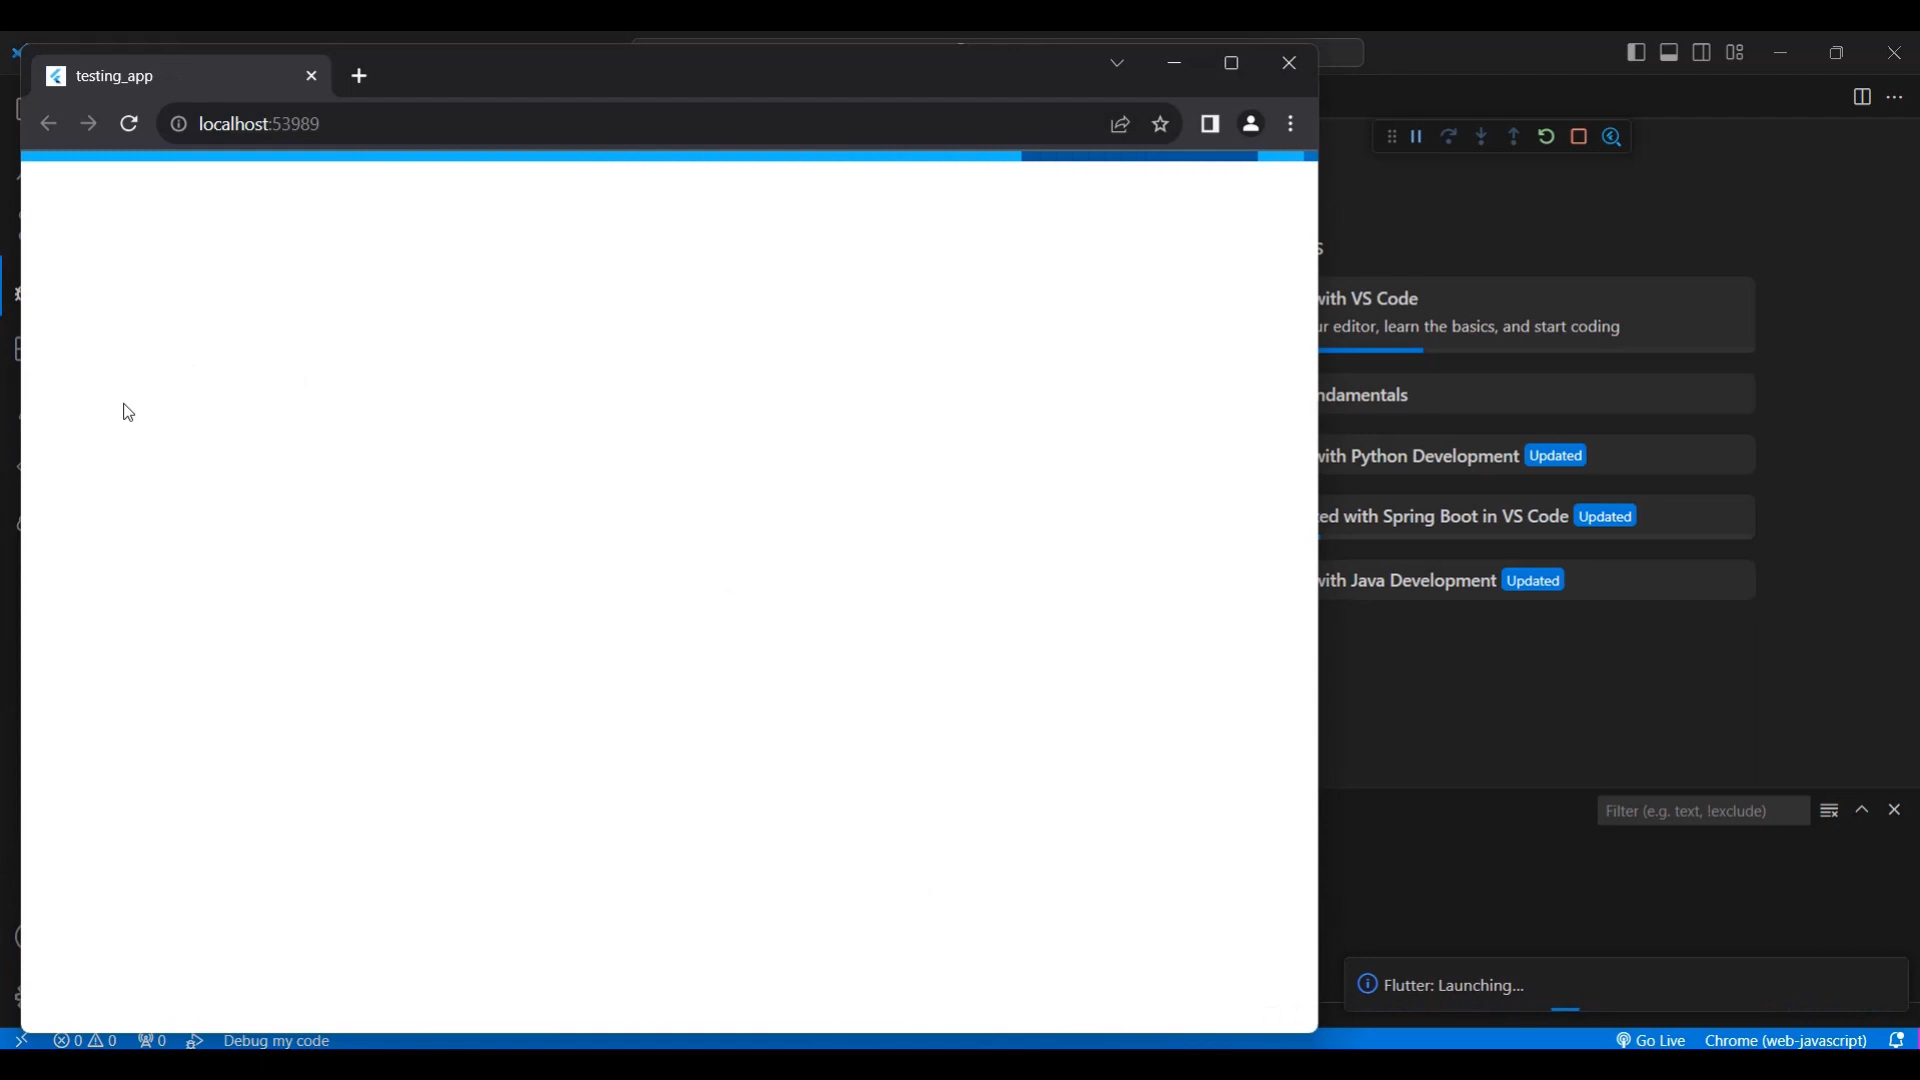 testing_app
localhost:53989
with VS Code
ur editor, learn the basics, and start coding
ndamentals
with Python Development Updated
ted with Spring Boot in VS Code Updated
with Java Development Updated
Filter (e.g. text, !exclude)
Flutter: Launching...
0 0 0 Debug my code
Go Live Chrome (web-javascript)